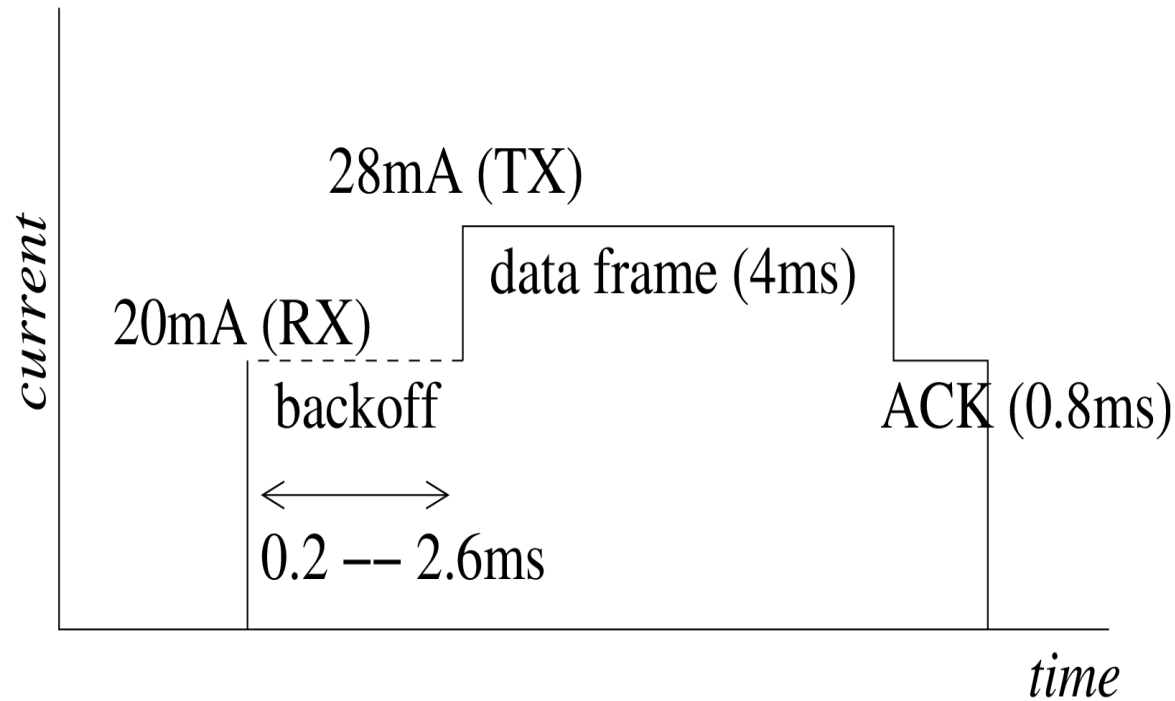 28mA (TX)
data frame (4ms)
20mA (RX)
backoff
ACK (0.8ms)
0.2 −− 2.6ms
current
time